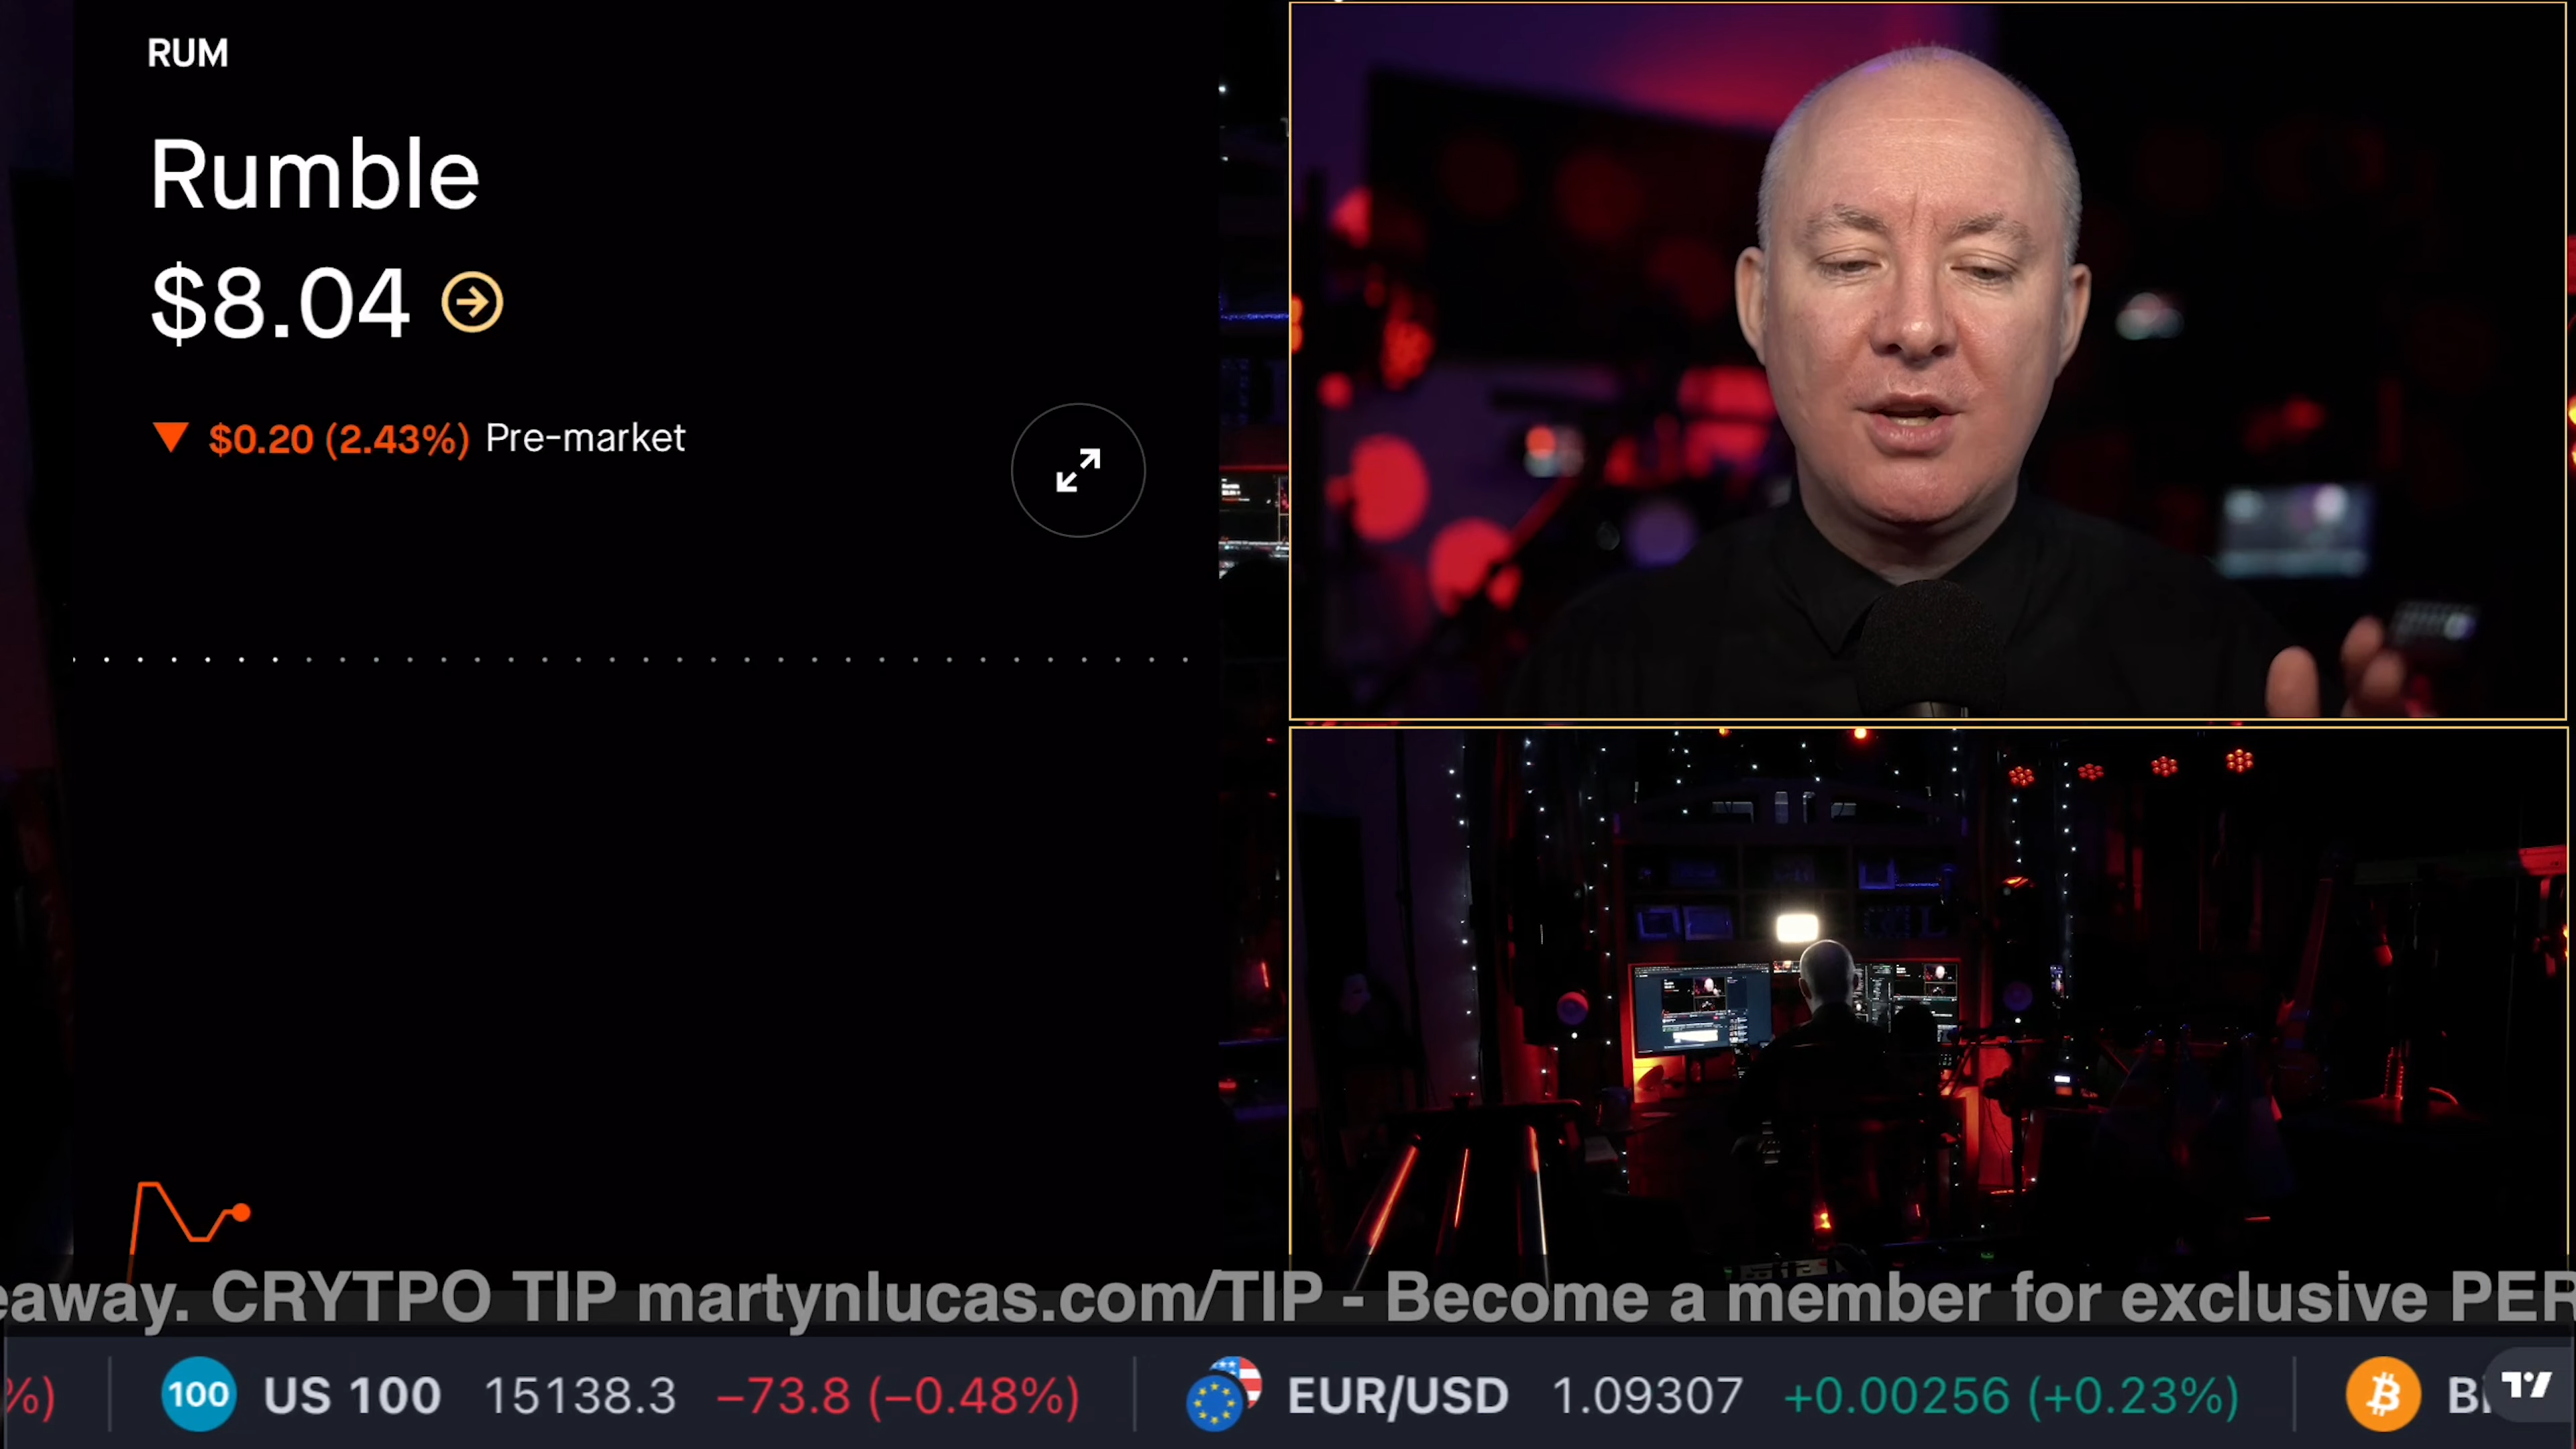 RUM
Rumble
$8.04
▼ $0.20 (2.43%) Pre-market
eaway. CRYTPO TIP martynlucas.com/TIP - Become a member for exclusive PER
%) 100 US 100 15138.3 −73.8 (−0.48%) EUR/USD 1.09307 +0.00256 (+0.23%)